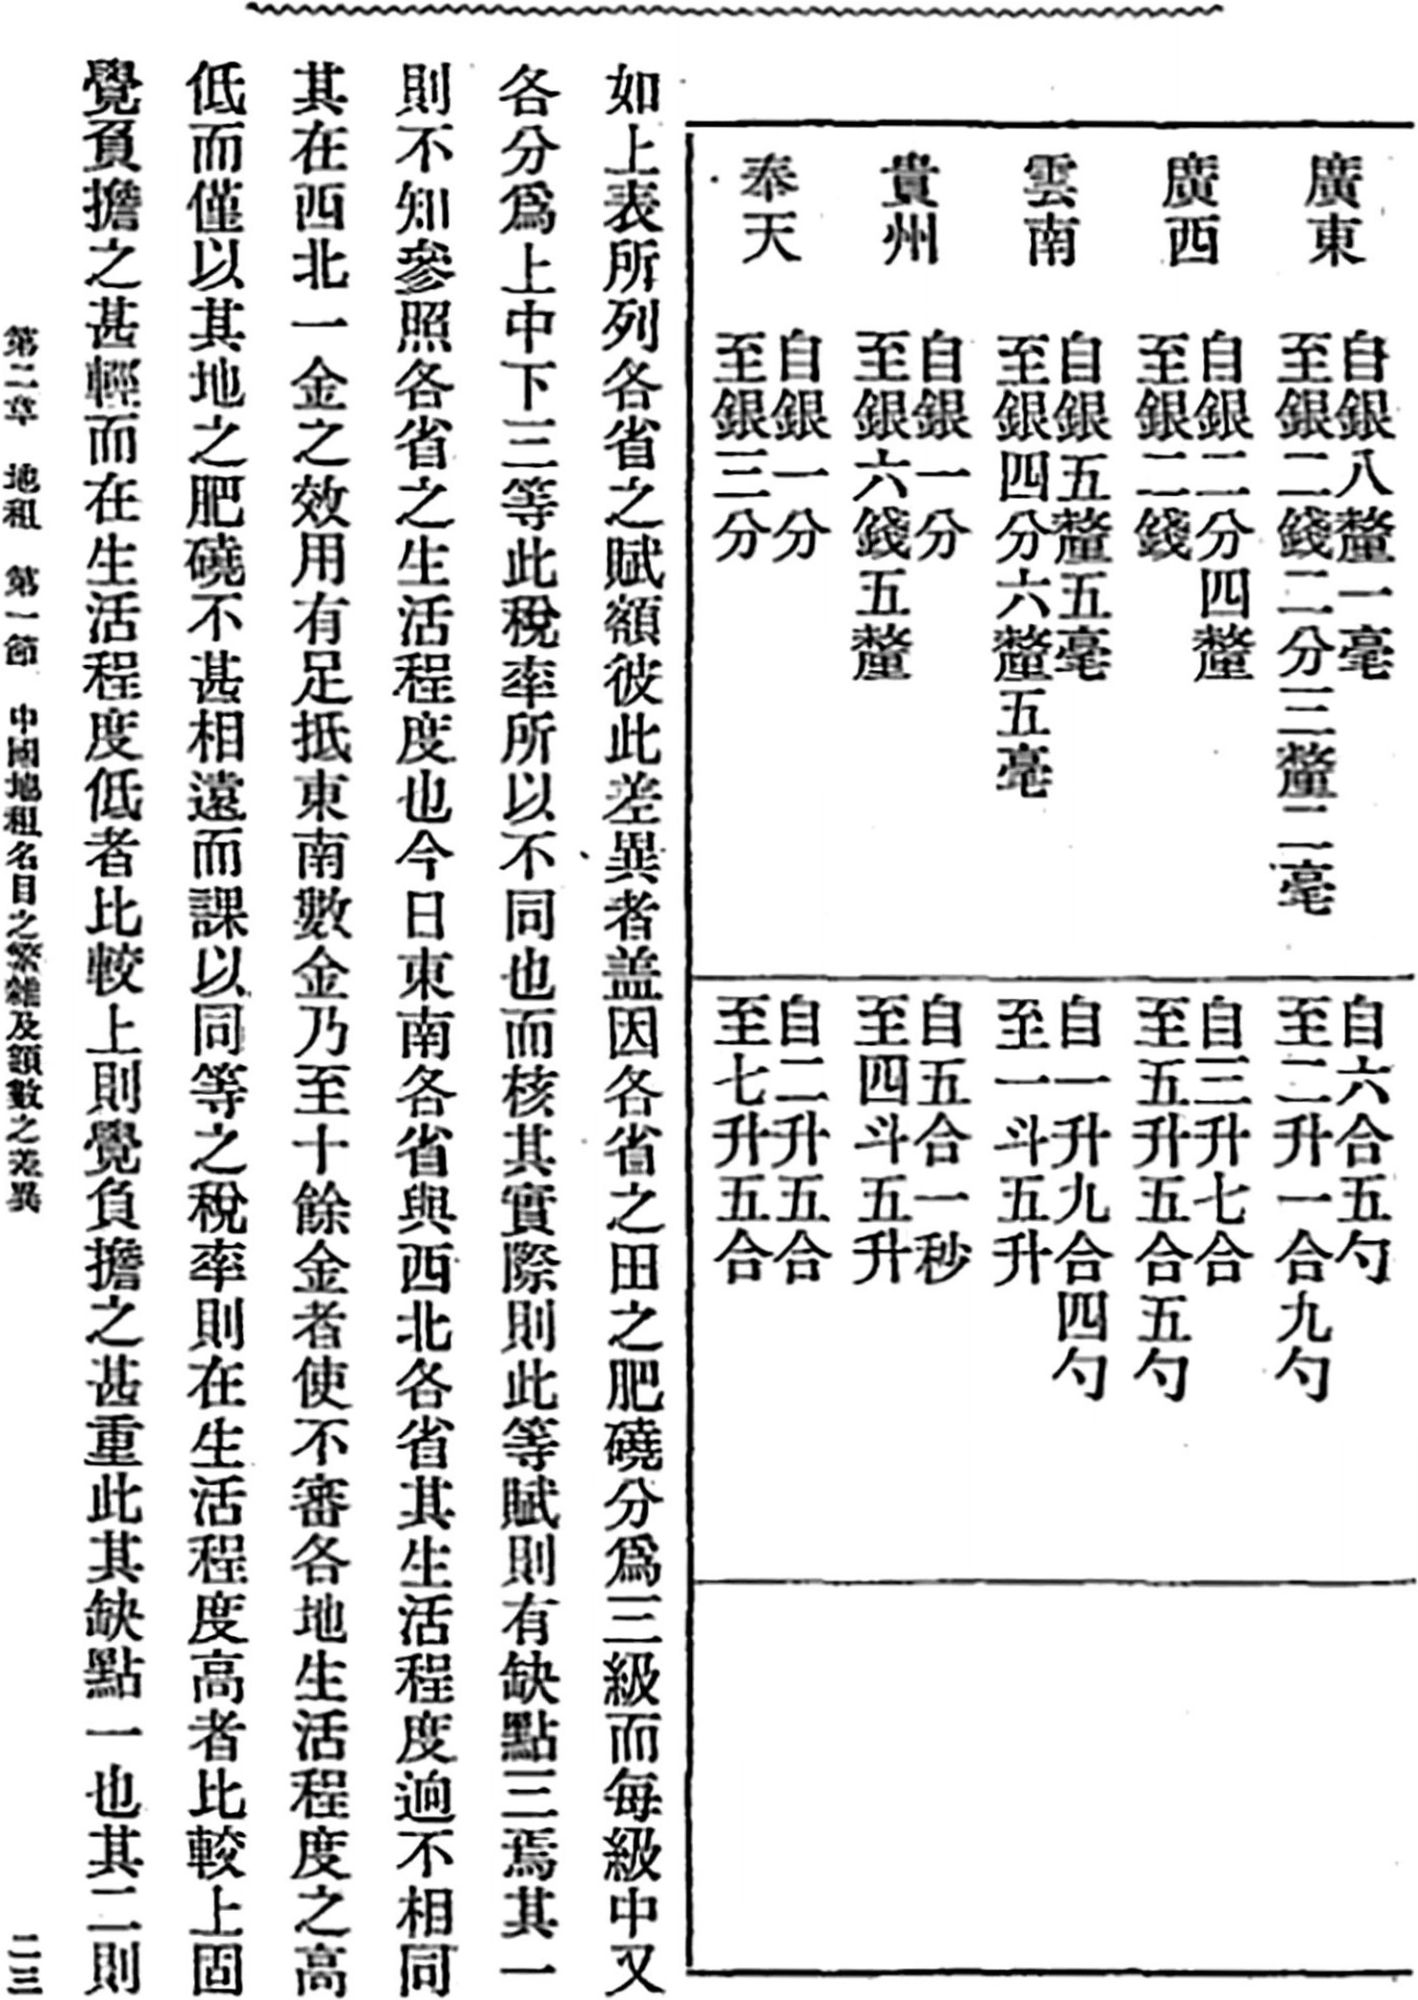 廣東
自銀八釐一毫
至銀二錢二分三釐二毫
自六合五勺
至二升一合九勺
廣西
自銀二分四釐
至銀二錢
自三升七合
至五升五合五勺
雲南
自銀五釐五毫
至銀四分六釐五毫
自一升九合四勺
至一斗五升
貴州
自銀一分
至銀六錢五釐
自五合一秒
至四斗五升
奉天
自銀一分
至銀三分
自二升五合
至七升五合
如上表所列各省之賦額彼此差異者盖因各省之田之肥磽分爲三級而每級中又
各分爲上中下三等此稅率所以不同也而核其實際則此等賦則有缺點三焉其一
則不知參照各省之生活程度也今日東南各省與西北各省其生活程度逈不相同
其在西北一金之效用有足抵東南數金乃至十餘金者使不審各地生活程度之高
低而僅以其地之肥磽不甚相遠而課以同等之稅率則在生活程度高者比較上固
覺負擔之甚輕而在生活程度低者比較上則覺負擔之甚重此其缺點一也其二則
第二章 地租 第一節 中國地租名目之繁雜及額數之差異
二三